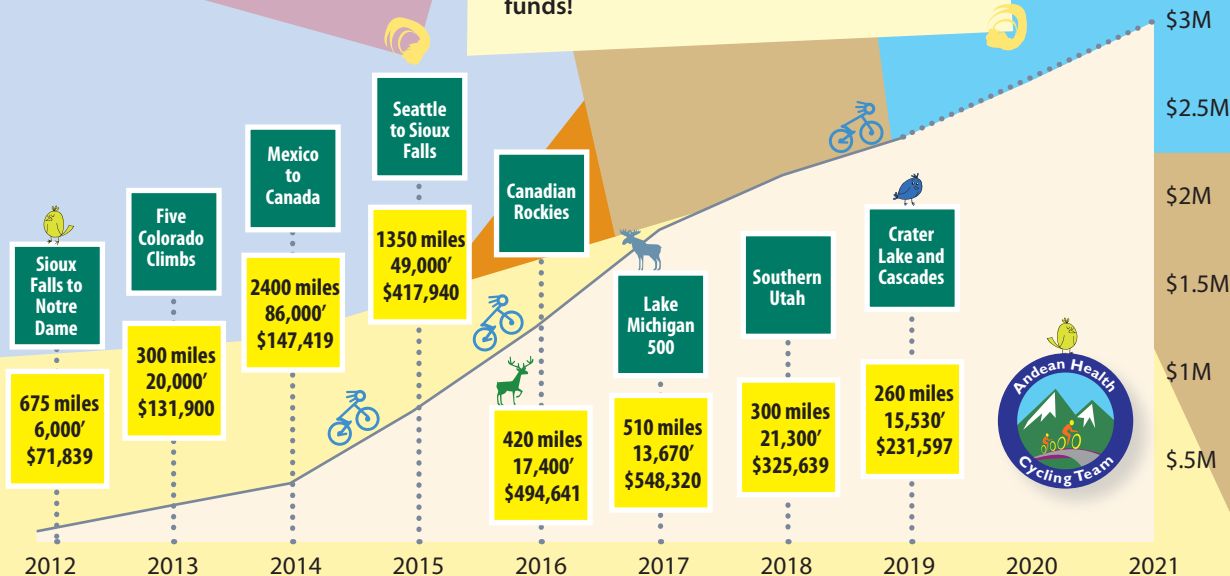 funds!
Sioux
Falls to
Notre
Dame
675 miles
6,000′
$71,839
Five
Colorado
Climbs
300 miles
20,000′
$131,900
Mexico
to
Canada
2400 miles
86,000′
$147,419
Seattle
to Sioux
Falls
1350 miles
49,000′
$417,940
Canadian
Rockies
420 miles
17,400′
$494,641
Lake
Michigan
500
510 miles
13,670′
$548,320
Southern
Utah
300 miles
21,300′
$325,639
Crater
Lake and
Cascades
260 miles
15,530′
$231,597
Andean Health
Cycling Team
$3M
$2.5M
$2M
$1.5M
$1M
$.5M
2012 2013 2014 2015 2016 2017 2018 2019 2020 2021